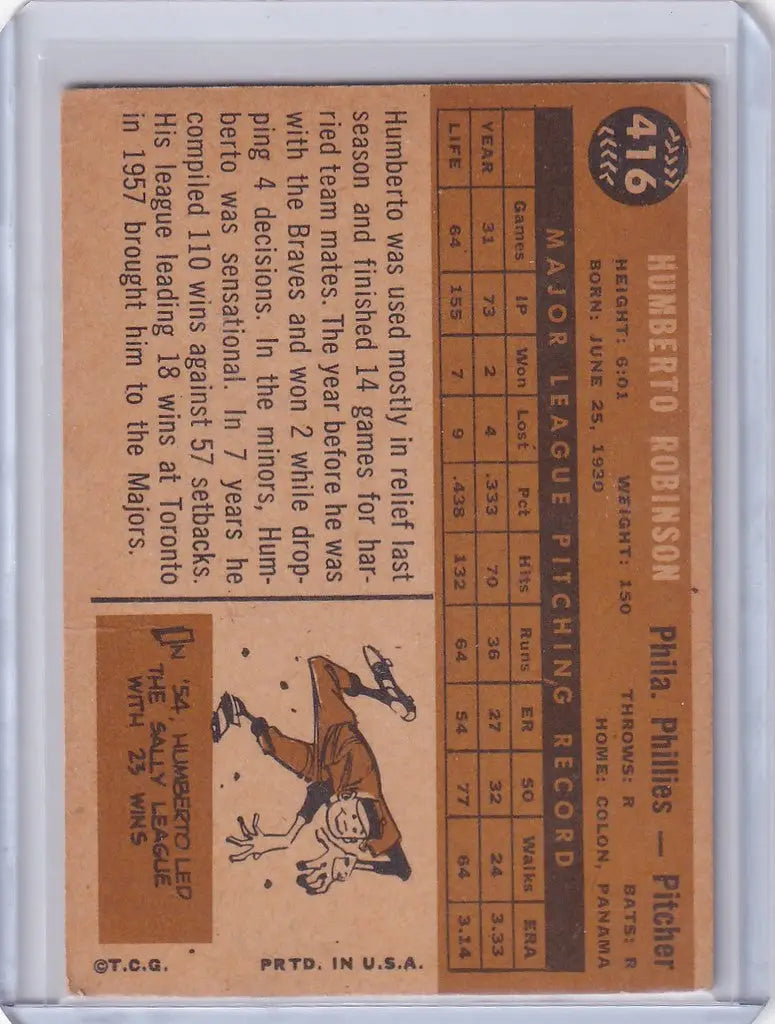 416
HUMBERTO ROBINSON Phila. Phillies — Pitcher
HEIGHT: 6:01 WEIGHT: 150 THROWS: R BATS: R
BORN: JUNE 25, 1930 HOME: COLON, PANAMA
MAJOR LEAGUE PITCHING RECORD
YEAR Games IP Won Lost Pct Hits Runs ER SO Walks ERA
31 73 2 4 .333 70 36 27 32 24 3.33
LIFE 64 155 7 9 .438 132 64 54 77 64 3.14
Humberto was used mostly in relief last
season and finished 14 games for har-
ried team mates. The year before he was
with the Braves and won 2 while drop-
ping 4 decisions. In the minors, Hum-
berto was sensational. In 7 years he
compiled 110 wins against 57 setbacks.
His league leading 18 wins at Toronto
in 1957 brought him to the Majors.
IN '54, HUMBERTO LED
THE SALLY LEAGUE
WITH 23 WINS
PRTD. IN U.S.A.
©T.C.G.